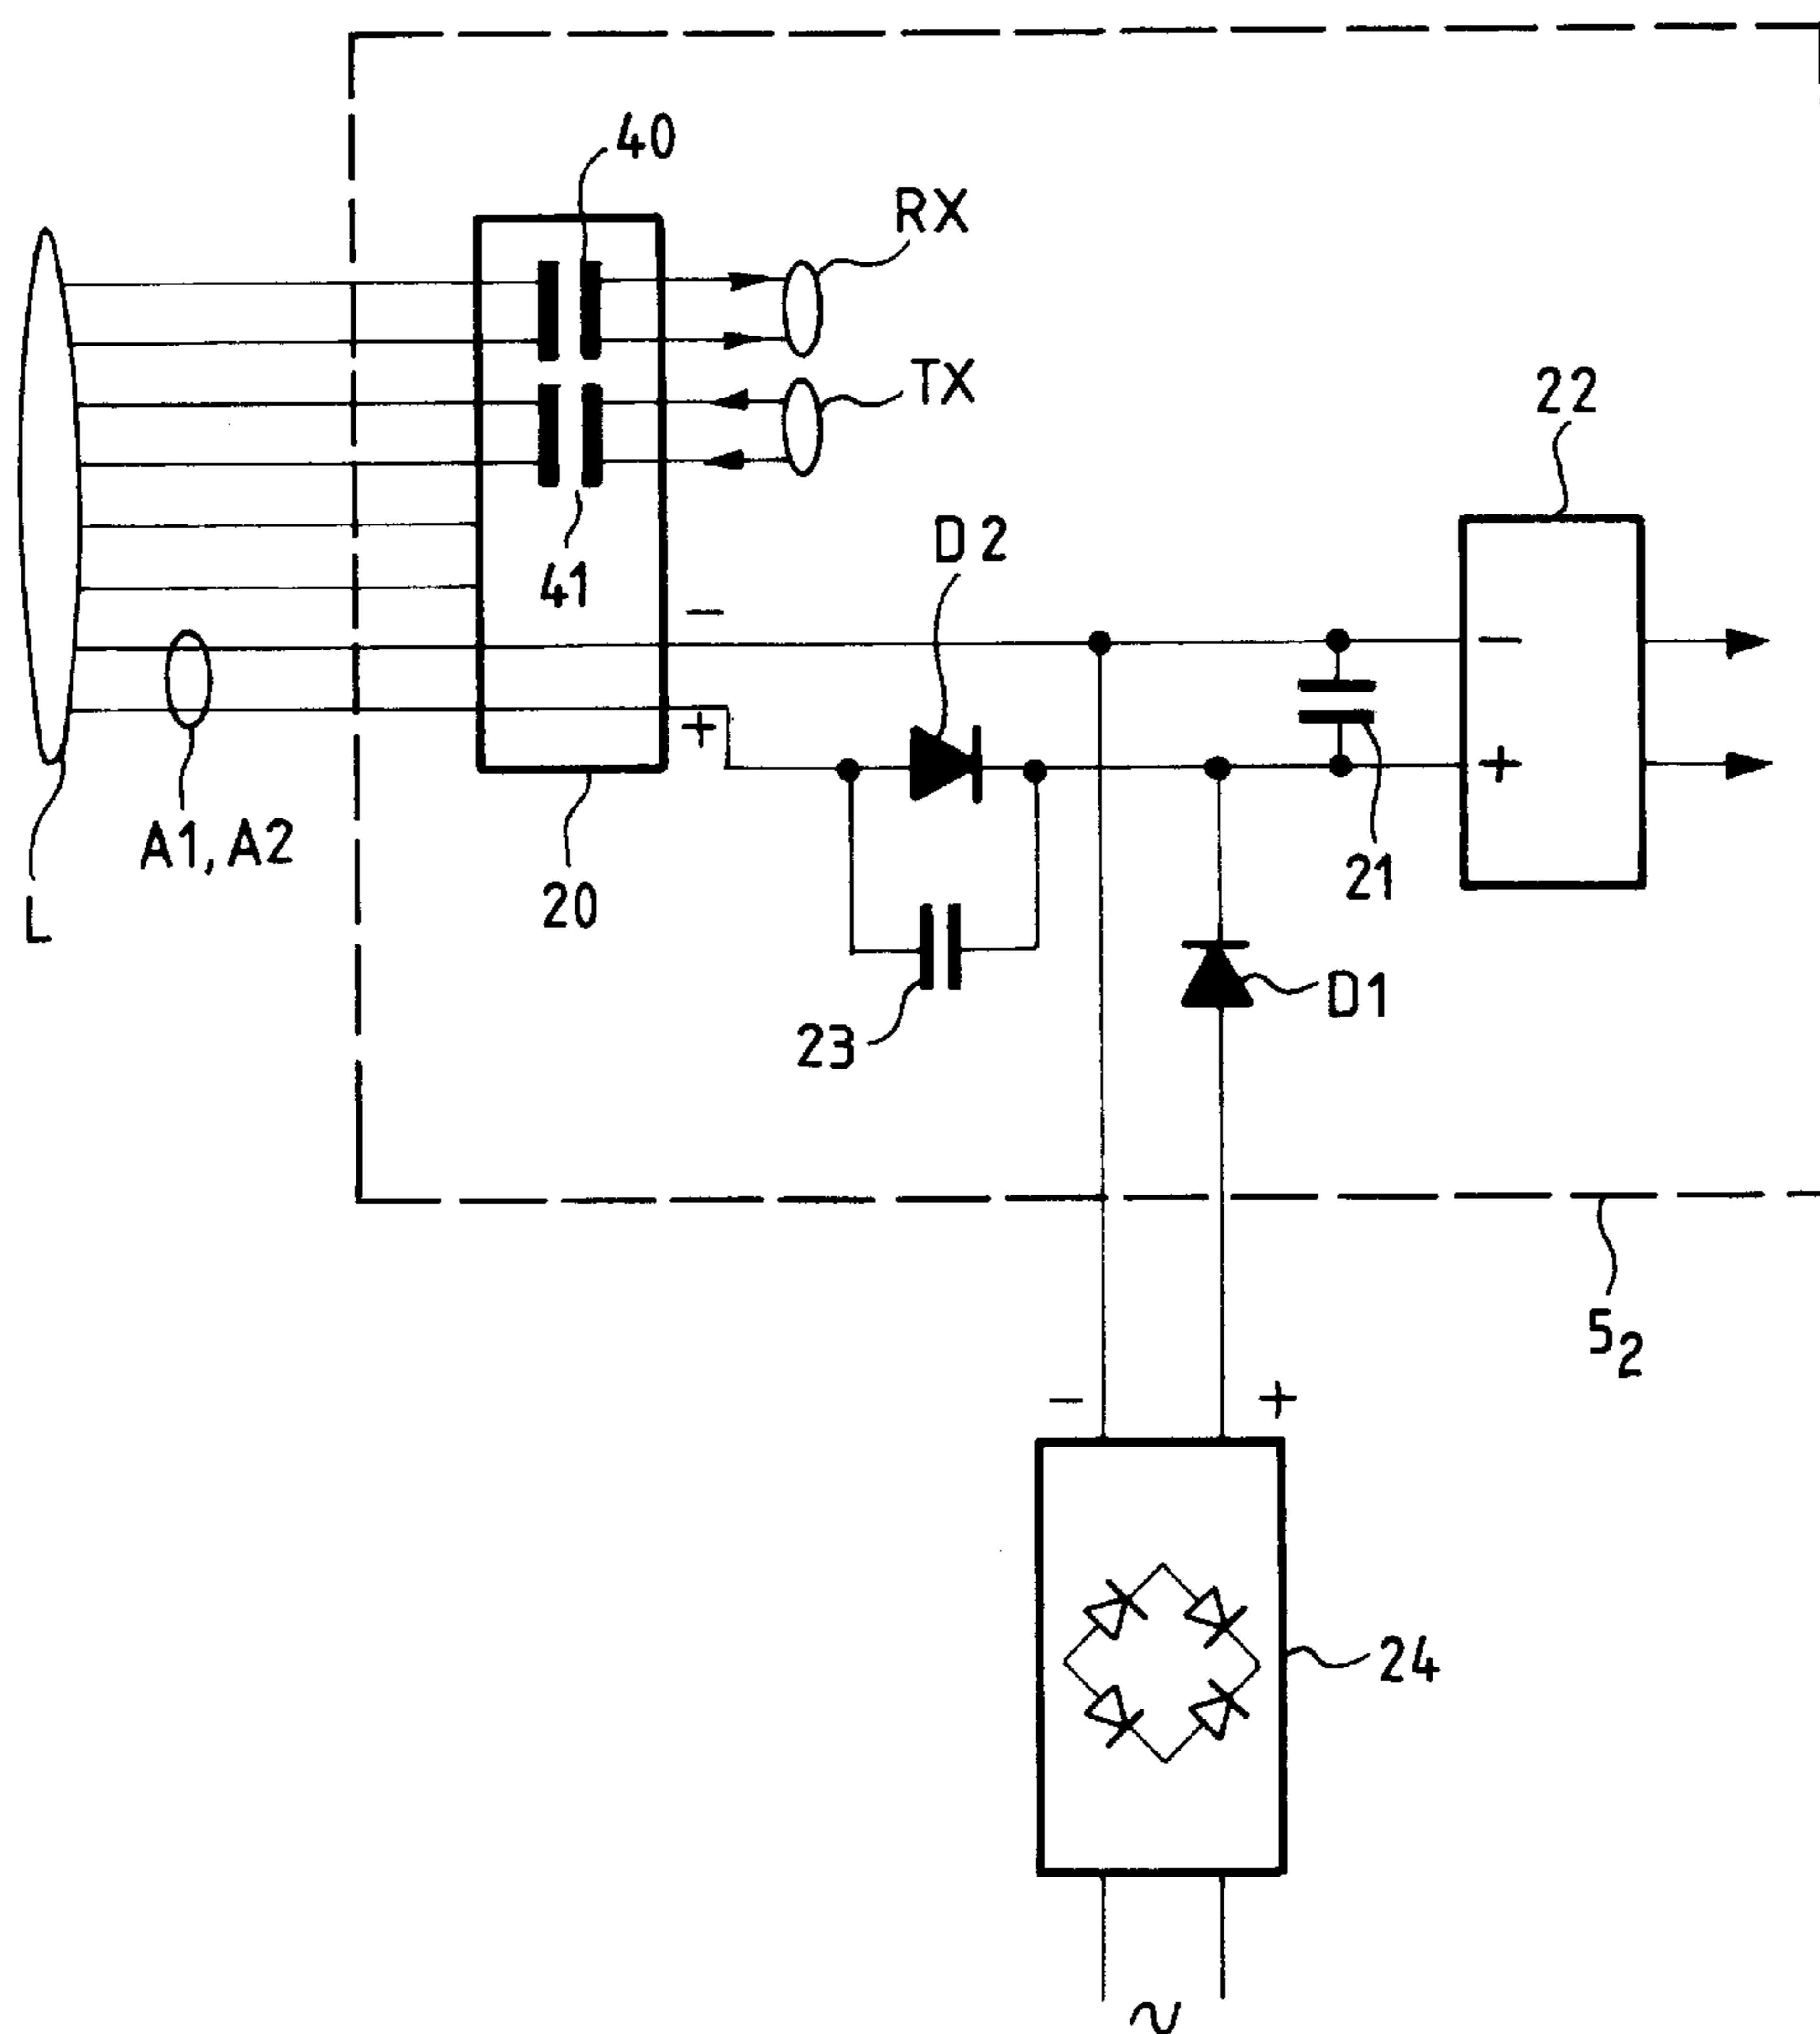 40
RX
TX
22
D2
41
−
−
+
+
A1, A2
20
21
L
D1
23
5₂
− +
24
~